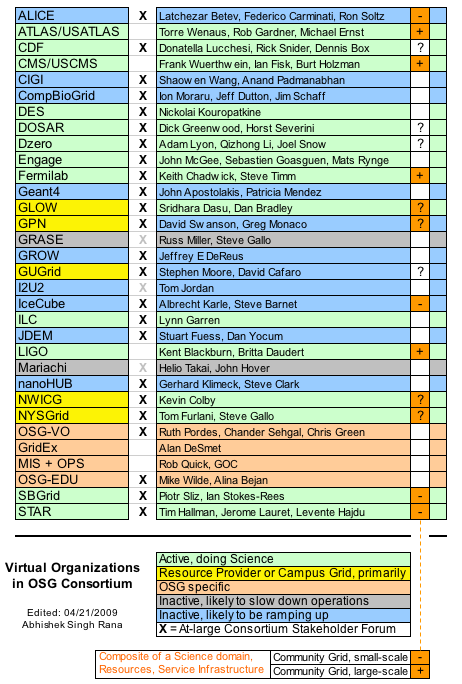 ALICE X Latchezar Betev, Federico Carminati, Ron Soltz -
ATLAS/USATLAS Torre Wenaus, Rob Gardner, Michael Ernst +
CDF X Donatella Lucchesi, Rick Snider, Dennis Box ?
CMS/USCMS Frank Wuerthwein, Ian Fisk, Burt Holzman +
CIGI X Shaowen Wang, Anand Padmanabhan
CompBioGrid X Ion Moraru, Jeff Dutton, Jim Schaff
DES X Nickolai Kouropatkine
DOSAR X Dick Greenwood, Horst Severini ?
Dzero X Adam Lyon, Qizhong Li, Joel Snow ?
Engage X John McGee, Sebastien Goasguen, Mats Rynge
Fermilab X Keith Chadwick, Steve Timm +
Geant4 X John Apostolakis, Patricia Mendez
GLOW X Sridhara Dasu, Dan Bradley ?
GPN X David Swanson, Greg Monaco ?
GRASE X Russ Miller, Steve Gallo
GROW X Jeffrey E DeReus
GUGrid X Stephen Moore, David Cafaro ?
I2U2 X Tom Jordan
IceCube X Albrecht Karle, Steve Barnet -
ILC X Lynn Garren
JDEM X Stuart Fuess, Dan Yocum
LIGO Kent Blackburn, Britta Daudert +
Mariachi X Helio Takai, John Hover
nanoHUB X Gerhard Klimeck, Steve Clark
NWICG X Kevin Colby ?
NYSGrid X Tom Furlani, Steve Gallo ?
OSG-VO X Ruth Pordes, Chander Sehgal, Chris Green
GridEx Alan DeSmet
MIS + OPS Rob Quick, GOC
OSG-EDU X Mike Wilde, Alina Bejan
SBGrid X Piotr Sliz, Ian Stokes-Rees -
STAR X Tim Hallman, Jerome Lauret, Levente Hajdu -
Virtual Organizations
in OSG Consortium
Edited: 04/21/2009
Abhishek Singh Rana
Active, doing Science
Resource Provider or Campus Grid, primarily
OSG specific
Inactive, likely to slow down operations
Inactive, likely to be ramping up
X = At-large Consortium Stakeholder Forum
Composite of a Science domain,
Resources, Service Infrastructure
Community Grid, small-scale -
Community Grid, large-scale +